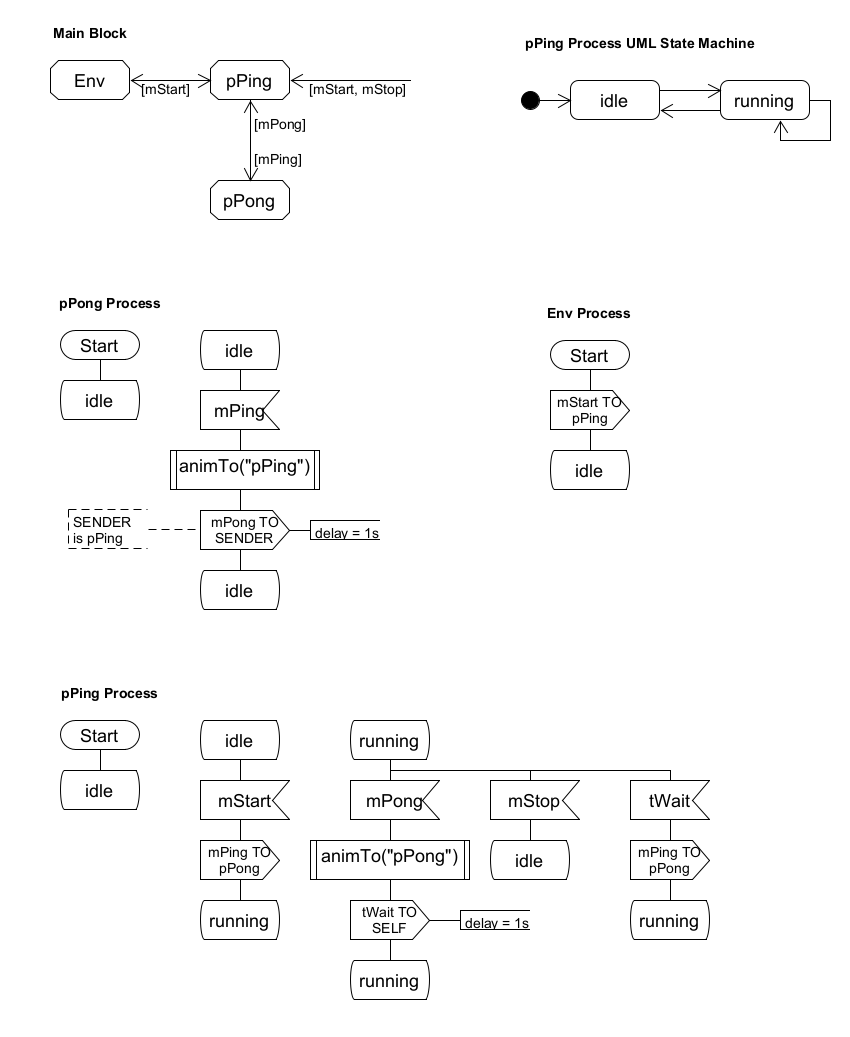 Main Block
pPing Process UML State Machine
Env
pPing
[mStart]
[mStart, mStop]
idle
running
[mPong]
[mPing]
pPong
pPong Process
Env Process
Start
idle
Start
idle
mPing
mStart TO
pPing
animTo("pPing")
idle
SENDER
is pPing
mPong TO
SENDER
delay = 1s
idle
pPing Process
Start
idle
running
idle
mStart
mPong
mStop
tWait
mPing TO
pPong
animTo("pPong")
idle
mPing TO
pPong
running
tWait TO
SELF
delay = 1s
running
running